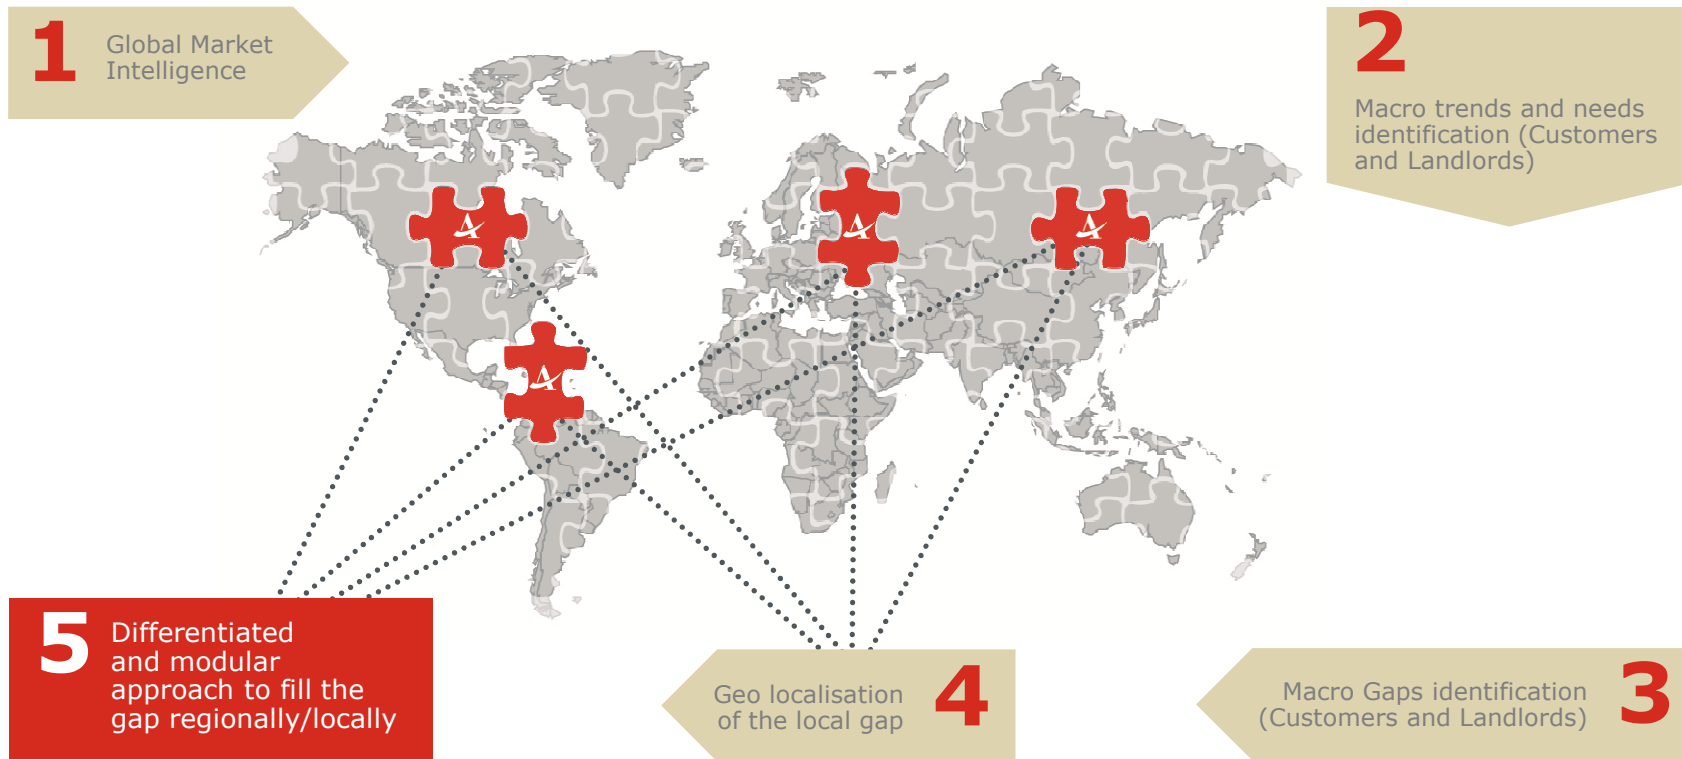 1
Global Market
Intelligence
2
Macro trends and needs
identification (Customers
and Landlords)
3
Macro Gaps identification
(Customers and Landlords)
4
Geo localisation
of the local gap
5
Differentiated
and modular
approach to fill the
gap regionally/locally
A
A
A
A